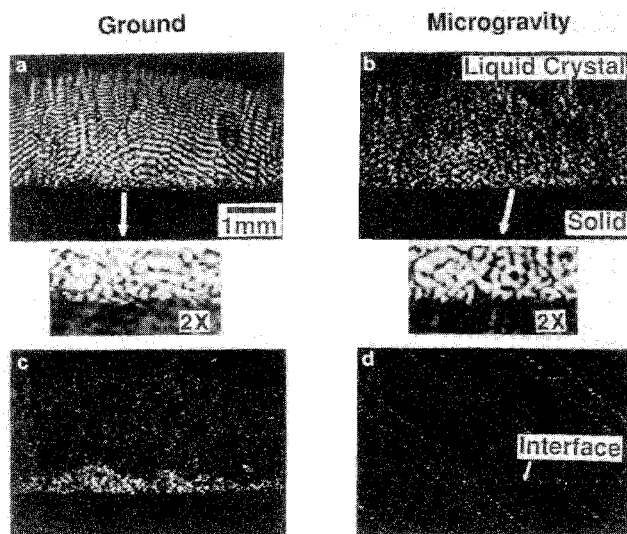 Ground
Microgravity
a
b
Liquid Crystal
1mm
Solid
2X
2X
c
d
Interface